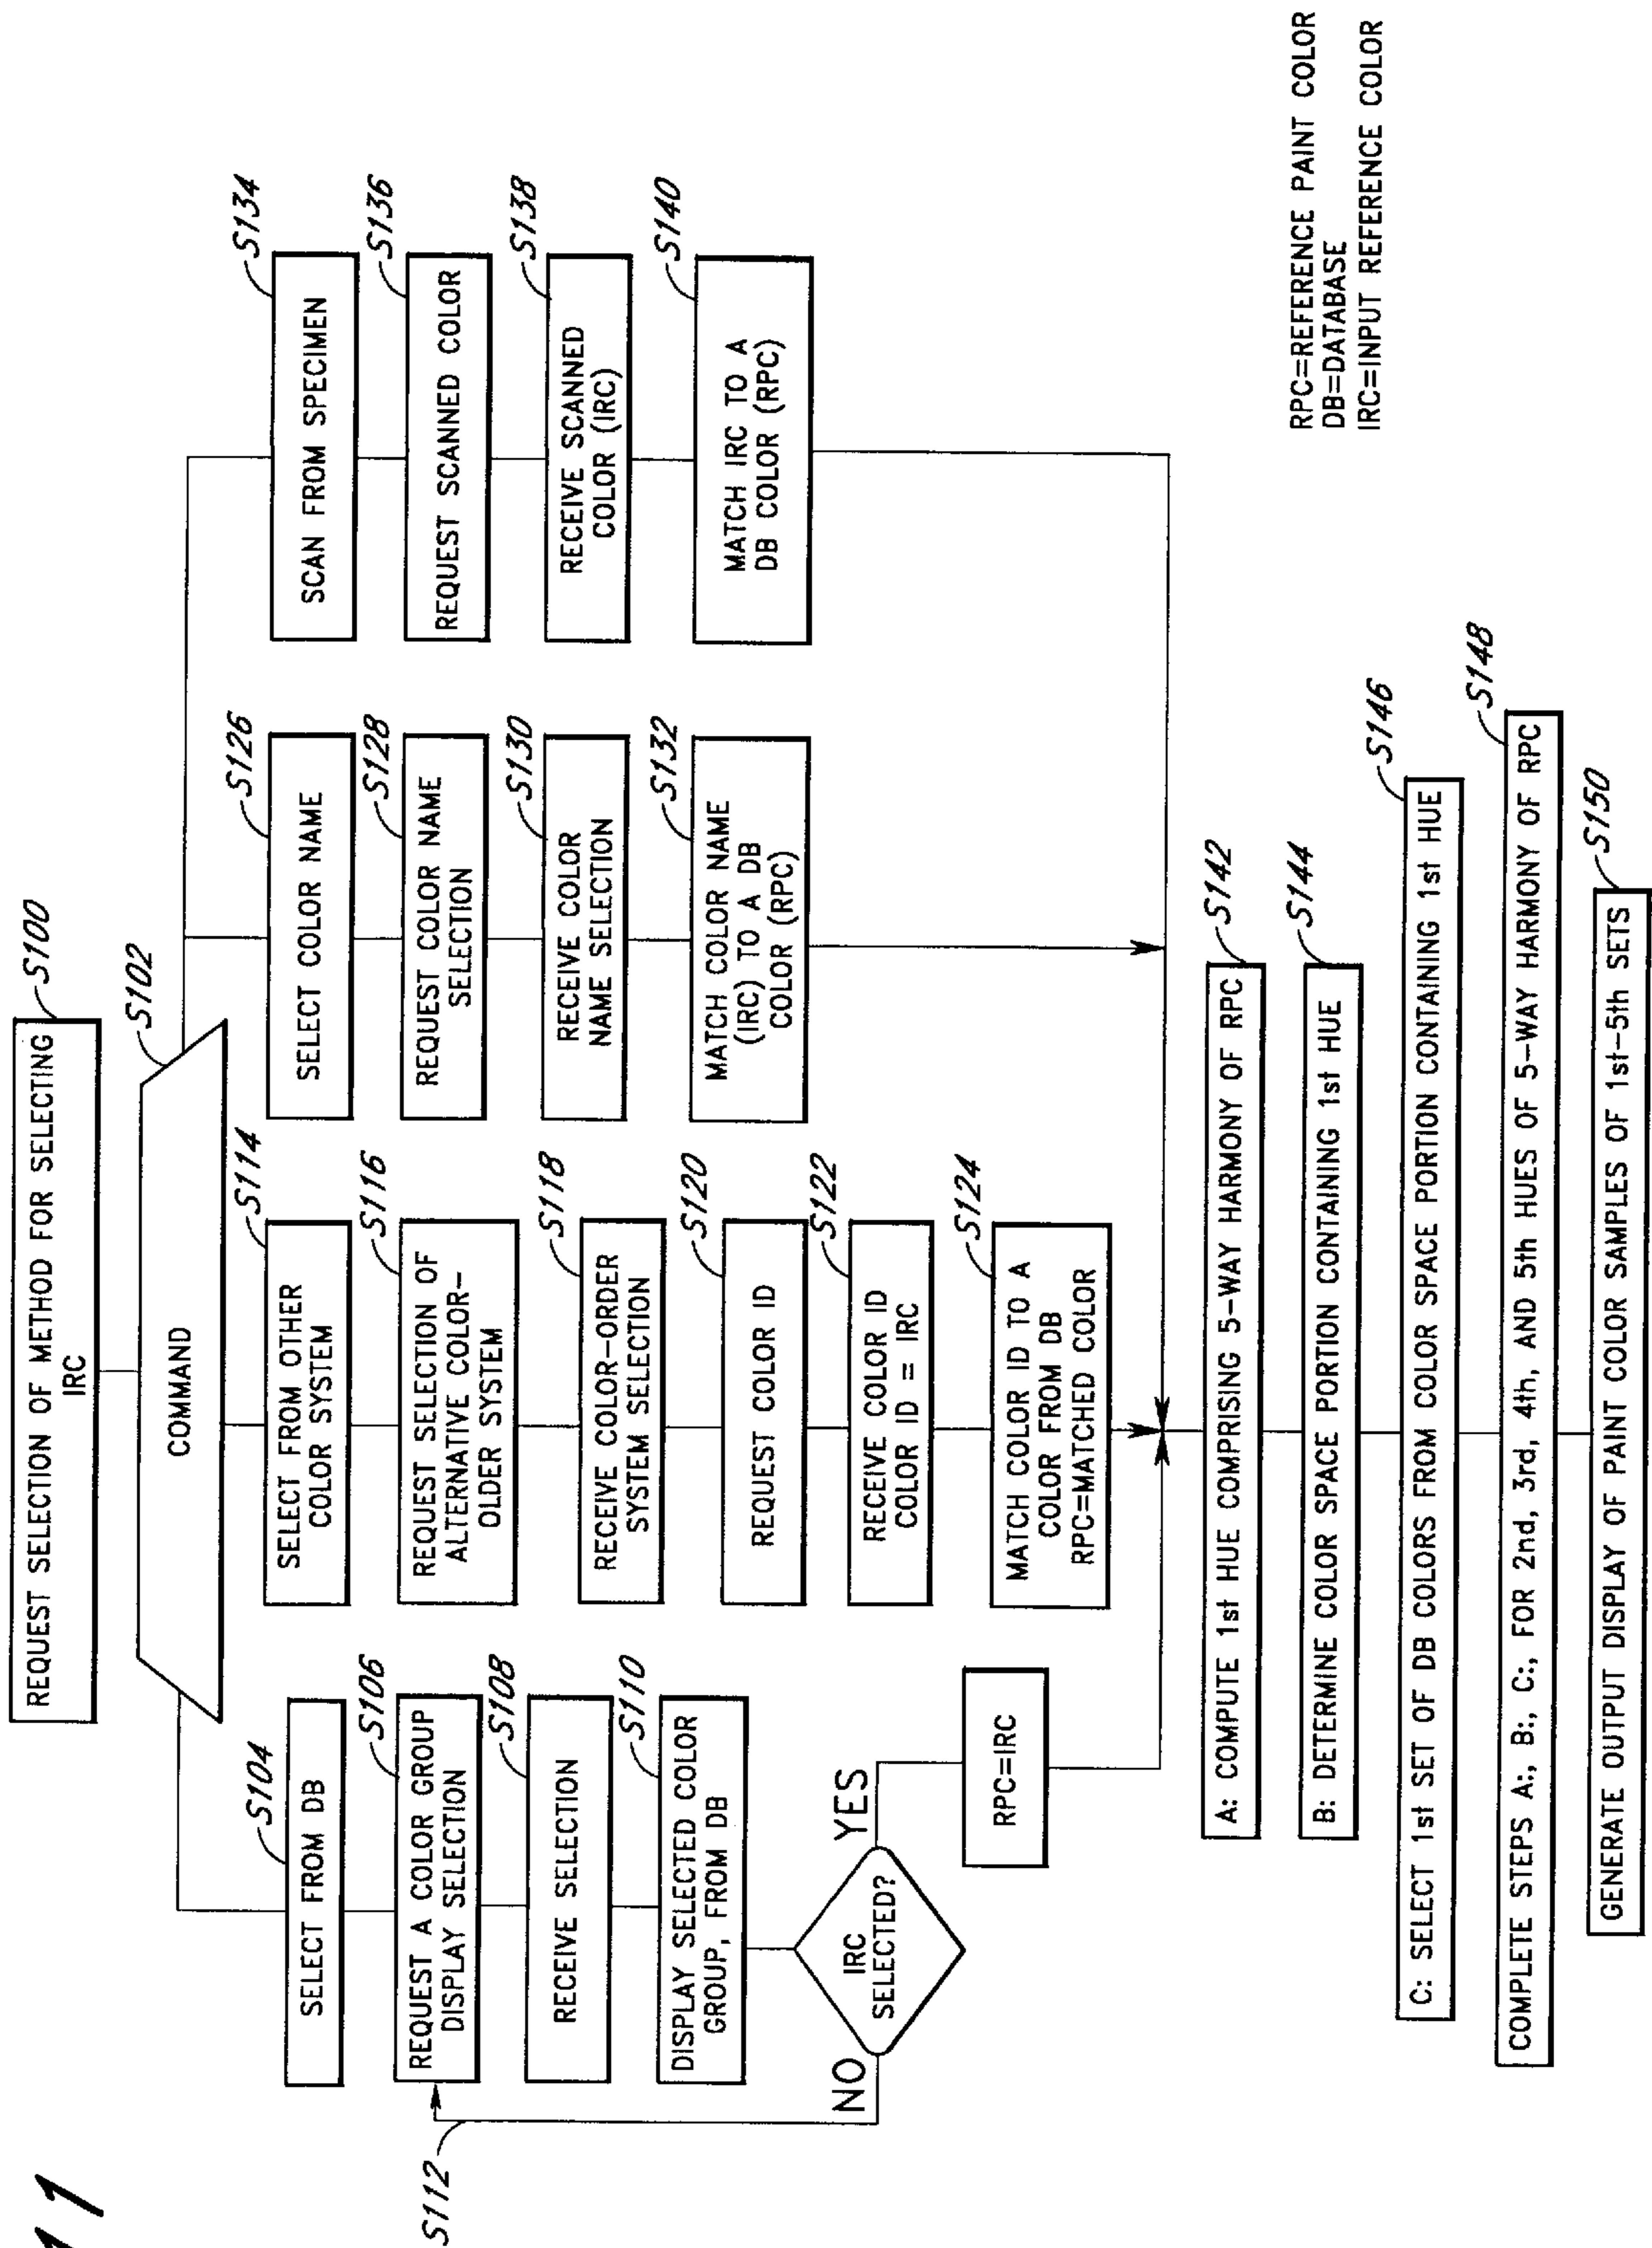 11
REQUEST SELECTION OF METHOD FOR SELECTING
IRC
S100
COMMAND
S102
S104
SELECT FROM DB
S106
REQUEST A COLOR GROUP
DISPLAY SELECTION
S108
RECEIVE SELECTION
S110
DISPLAY SELECTED COLOR
GROUP, FROM DB
S112
IRC
SELECTED?
NO
YES
RPC=IRC
S114
SELECT FROM OTHER
COLOR SYSTEM
S116
REQUEST SELECTION OF
ALTERNATIVE COLOR-
OLDER SYSTEM
S118
RECEIVE COLOR-ORDER
SYSTEM SELECTION
S120
REQUEST COLOR ID
S122
RECEIVE COLOR ID
COLOR ID = IRC
S124
MATCH COLOR ID TO A
COLOR FROM DB
RPC=MATCHED COLOR
S126
SELECT COLOR NAME
S128
REQUEST COLOR NAME
SELECTION
S130
RECEIVE COLOR
NAME SELECTION
S132
MATCH COLOR NAME
(IRC) TO A DB
COLOR (RPC)
S134
SCAN FROM SPECIMEN
S136
REQUEST SCANNED COLOR
S138
RECEIVE SCANNED
COLOR (IRC)
S140
MATCH IRC TO A
DB COLOR (RPC)
A: COMPUTE 1st HUE COMPRISING 5-WAY HARMONY OF RPC
S142
B: DETERMINE COLOR SPACE PORTION CONTAINING 1st HUE
S144
C: SELECT 1st SET OF DB COLORS FROM COLOR SPACE PORTION CONTAINING 1st HUE
S146
COMPLETE STEPS A:, B:, C:, FOR 2nd, 3rd, 4th, AND 5th HUES OF 5-WAY HARMONY OF RPC
S148
GENERATE OUTPUT DISPLAY OF PAINT COLOR SAMPLES OF 1st-5th SETS
S150
RPC=REFERENCE PAINT COLOR
DB=DATABASE
IRC=INPUT REFERENCE COLOR